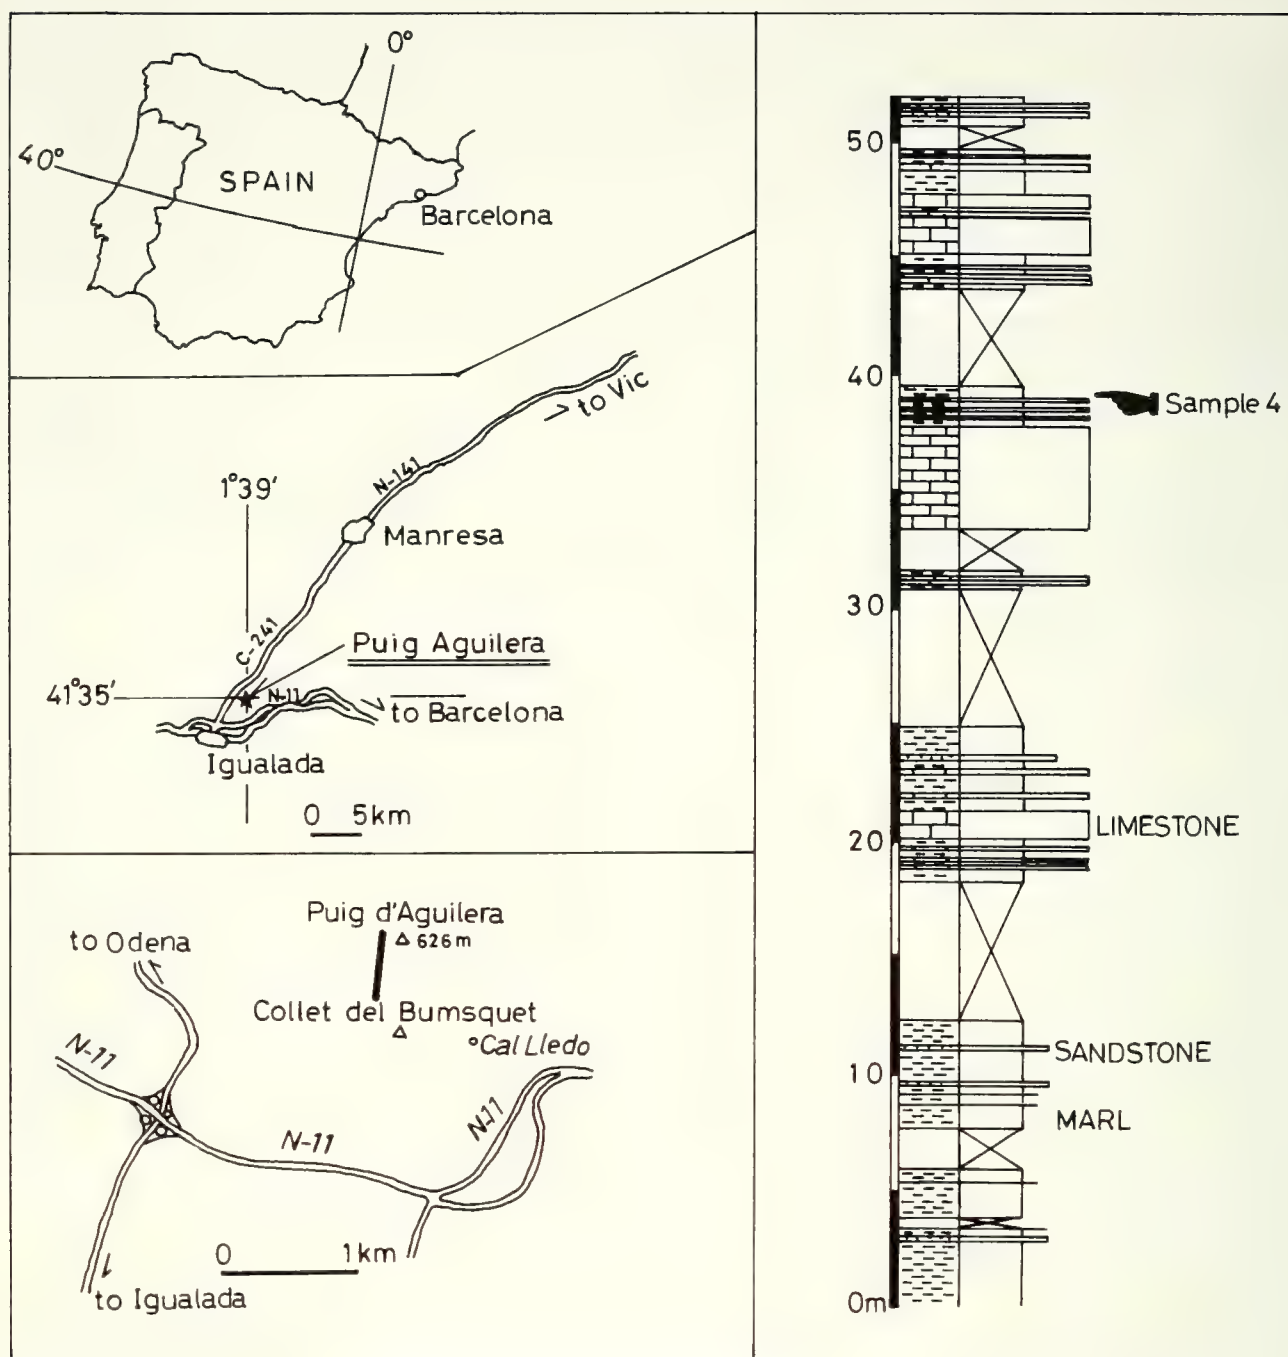 0°
40°
SPAIN
Barcelona
to Vic
N-141
1°39'
Manresa
C-241
Puig Aguilera
41°35'
N-11
to Barcelona
Igualada
0 5km
Puig d'Aguilera
626 m
to Odena
Collet del Bumsquet
Cal Lledo
N-11
N-11
N-11
0 1km
to Igualada
50
40
Sample 4
30
20
LIMESTONE
SANDSTONE
10
MARL
0m